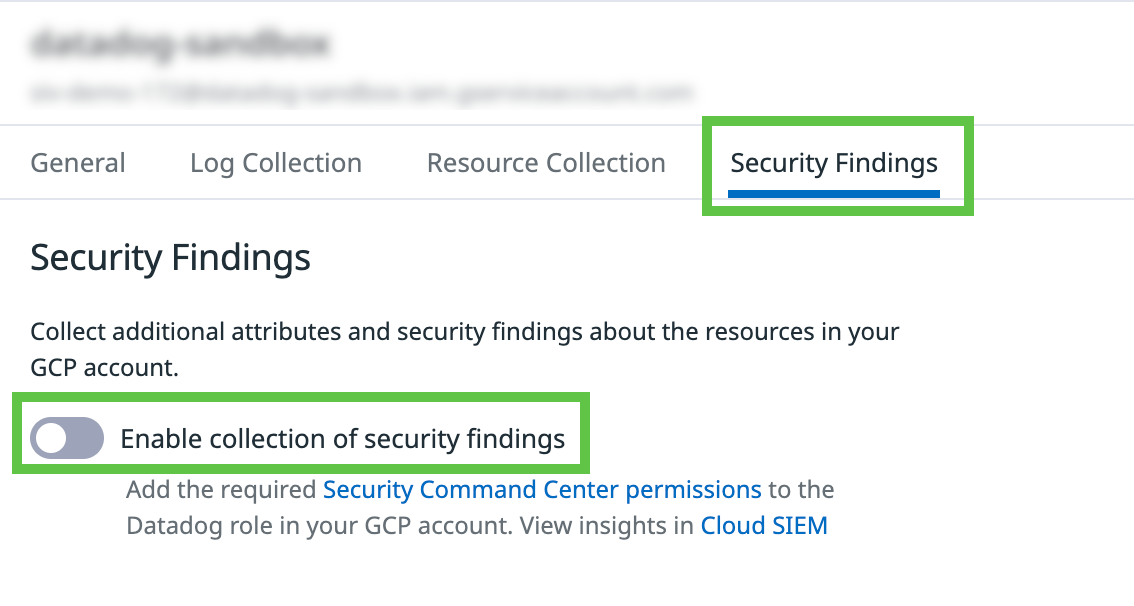 datadog-sandbox
General
Log Collection
Resource Collection
Security Findings
Security Findings
Collect additional attributes and security findings about the resources in your
GCP account.
Enable collection of security findings
Add the required Security Command Center permissions to the
Datadog role in your GCP account. View insights in Cloud SIEM